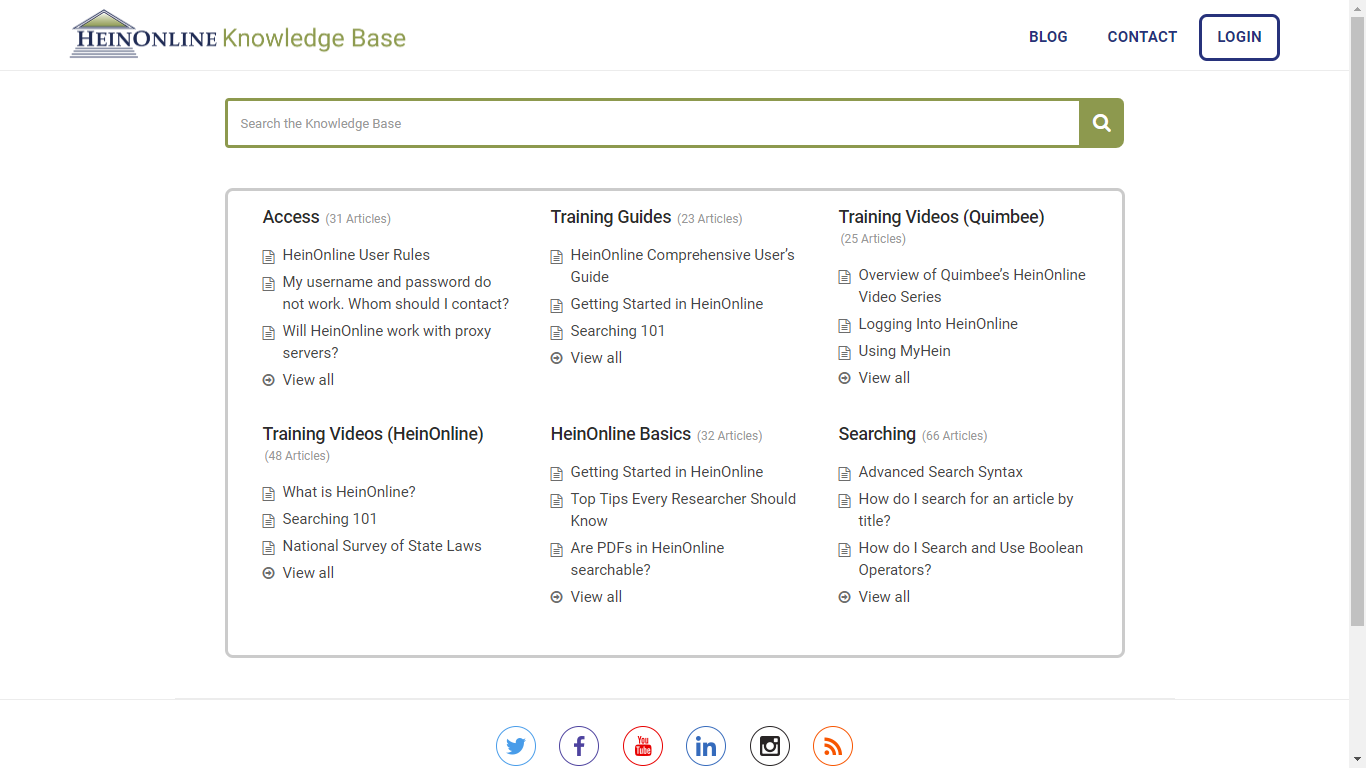 HEINONLINE Knowledge Base
BLOG
CONTACT
LOGIN
Search the Knowledge Base
Access (31 Articles)
HeinOnline User Rules
My username and password do
not work. Whom should I contact?
Will HeinOnline work with proxy
servers?
View all
Training Guides (23 Articles)
HeinOnline Comprehensive User’s
Guide
Getting Started in HeinOnline
Searching 101
View all
Training Videos (Quimbee)
(25 Articles)
Overview of Quimbee’s HeinOnline
Video Series
Logging Into HeinOnline
Using MyHein
View all
Training Videos (HeinOnline)
(48 Articles)
What is HeinOnline?
Searching 101
National Survey of State Laws
View all
HeinOnline Basics (32 Articles)
Getting Started in HeinOnline
Top Tips Every Researcher Should
Know
Are PDFs in HeinOnline
searchable?
View all
Searching (66 Articles)
Advanced Search Syntax
How do I search for an article by
title?
How do I Search and Use Boolean
Operators?
View all
You
Tube